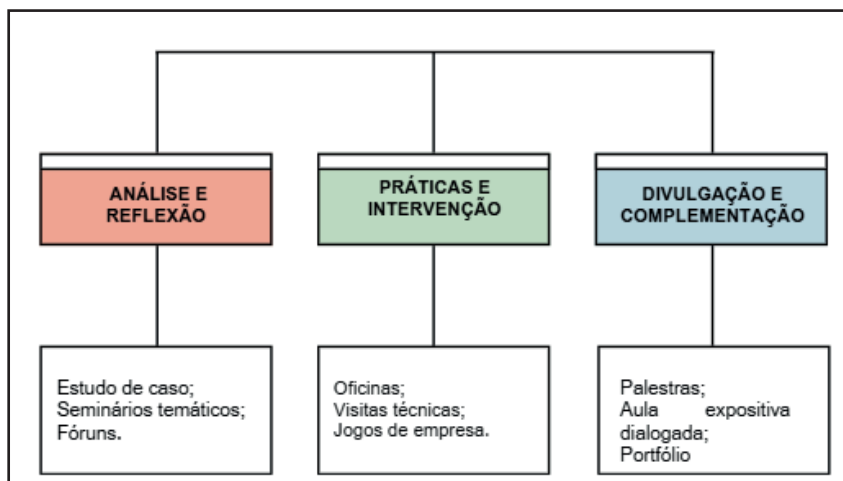 ANÁLISE E
REFLEXÃO
PRÁTICAS E
INTERVENÇÃO
DIVULGAÇÃO E
COMPLEMENTAÇÃO
Estudo de caso;
Seminários temáticos;
Fóruns.
Oficinas;
Visitas técnicas;
Jogos de empresa.
Palestras;
Aula expositiva
dialogada;
Portfólio